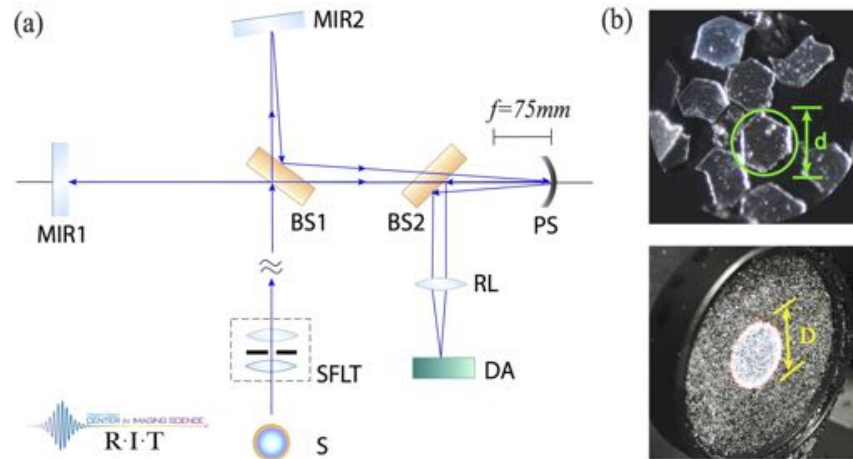 (a)
MIR2
f=75mm
MIR1
BS1
BS2
PS
RL
SFLT
DA
S
CENTER for IMAGING SCIENCE
R·I·T
(b)
d
D